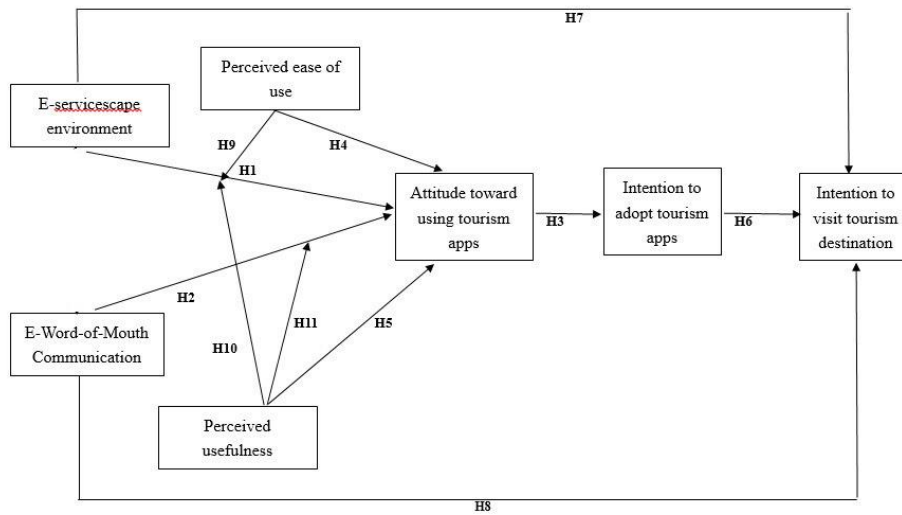 H7
Perceived ease of
use
E-servicescape
environment
H9
H4
H1
Attitude toward
using tourism
apps
Intention to
adopt tourism
apps
Intention to
visit tourism
destination
H3
H6
H2
E-Word-of-Mouth
Communication
H11
H5
H10
Perceived
usefulness
H8